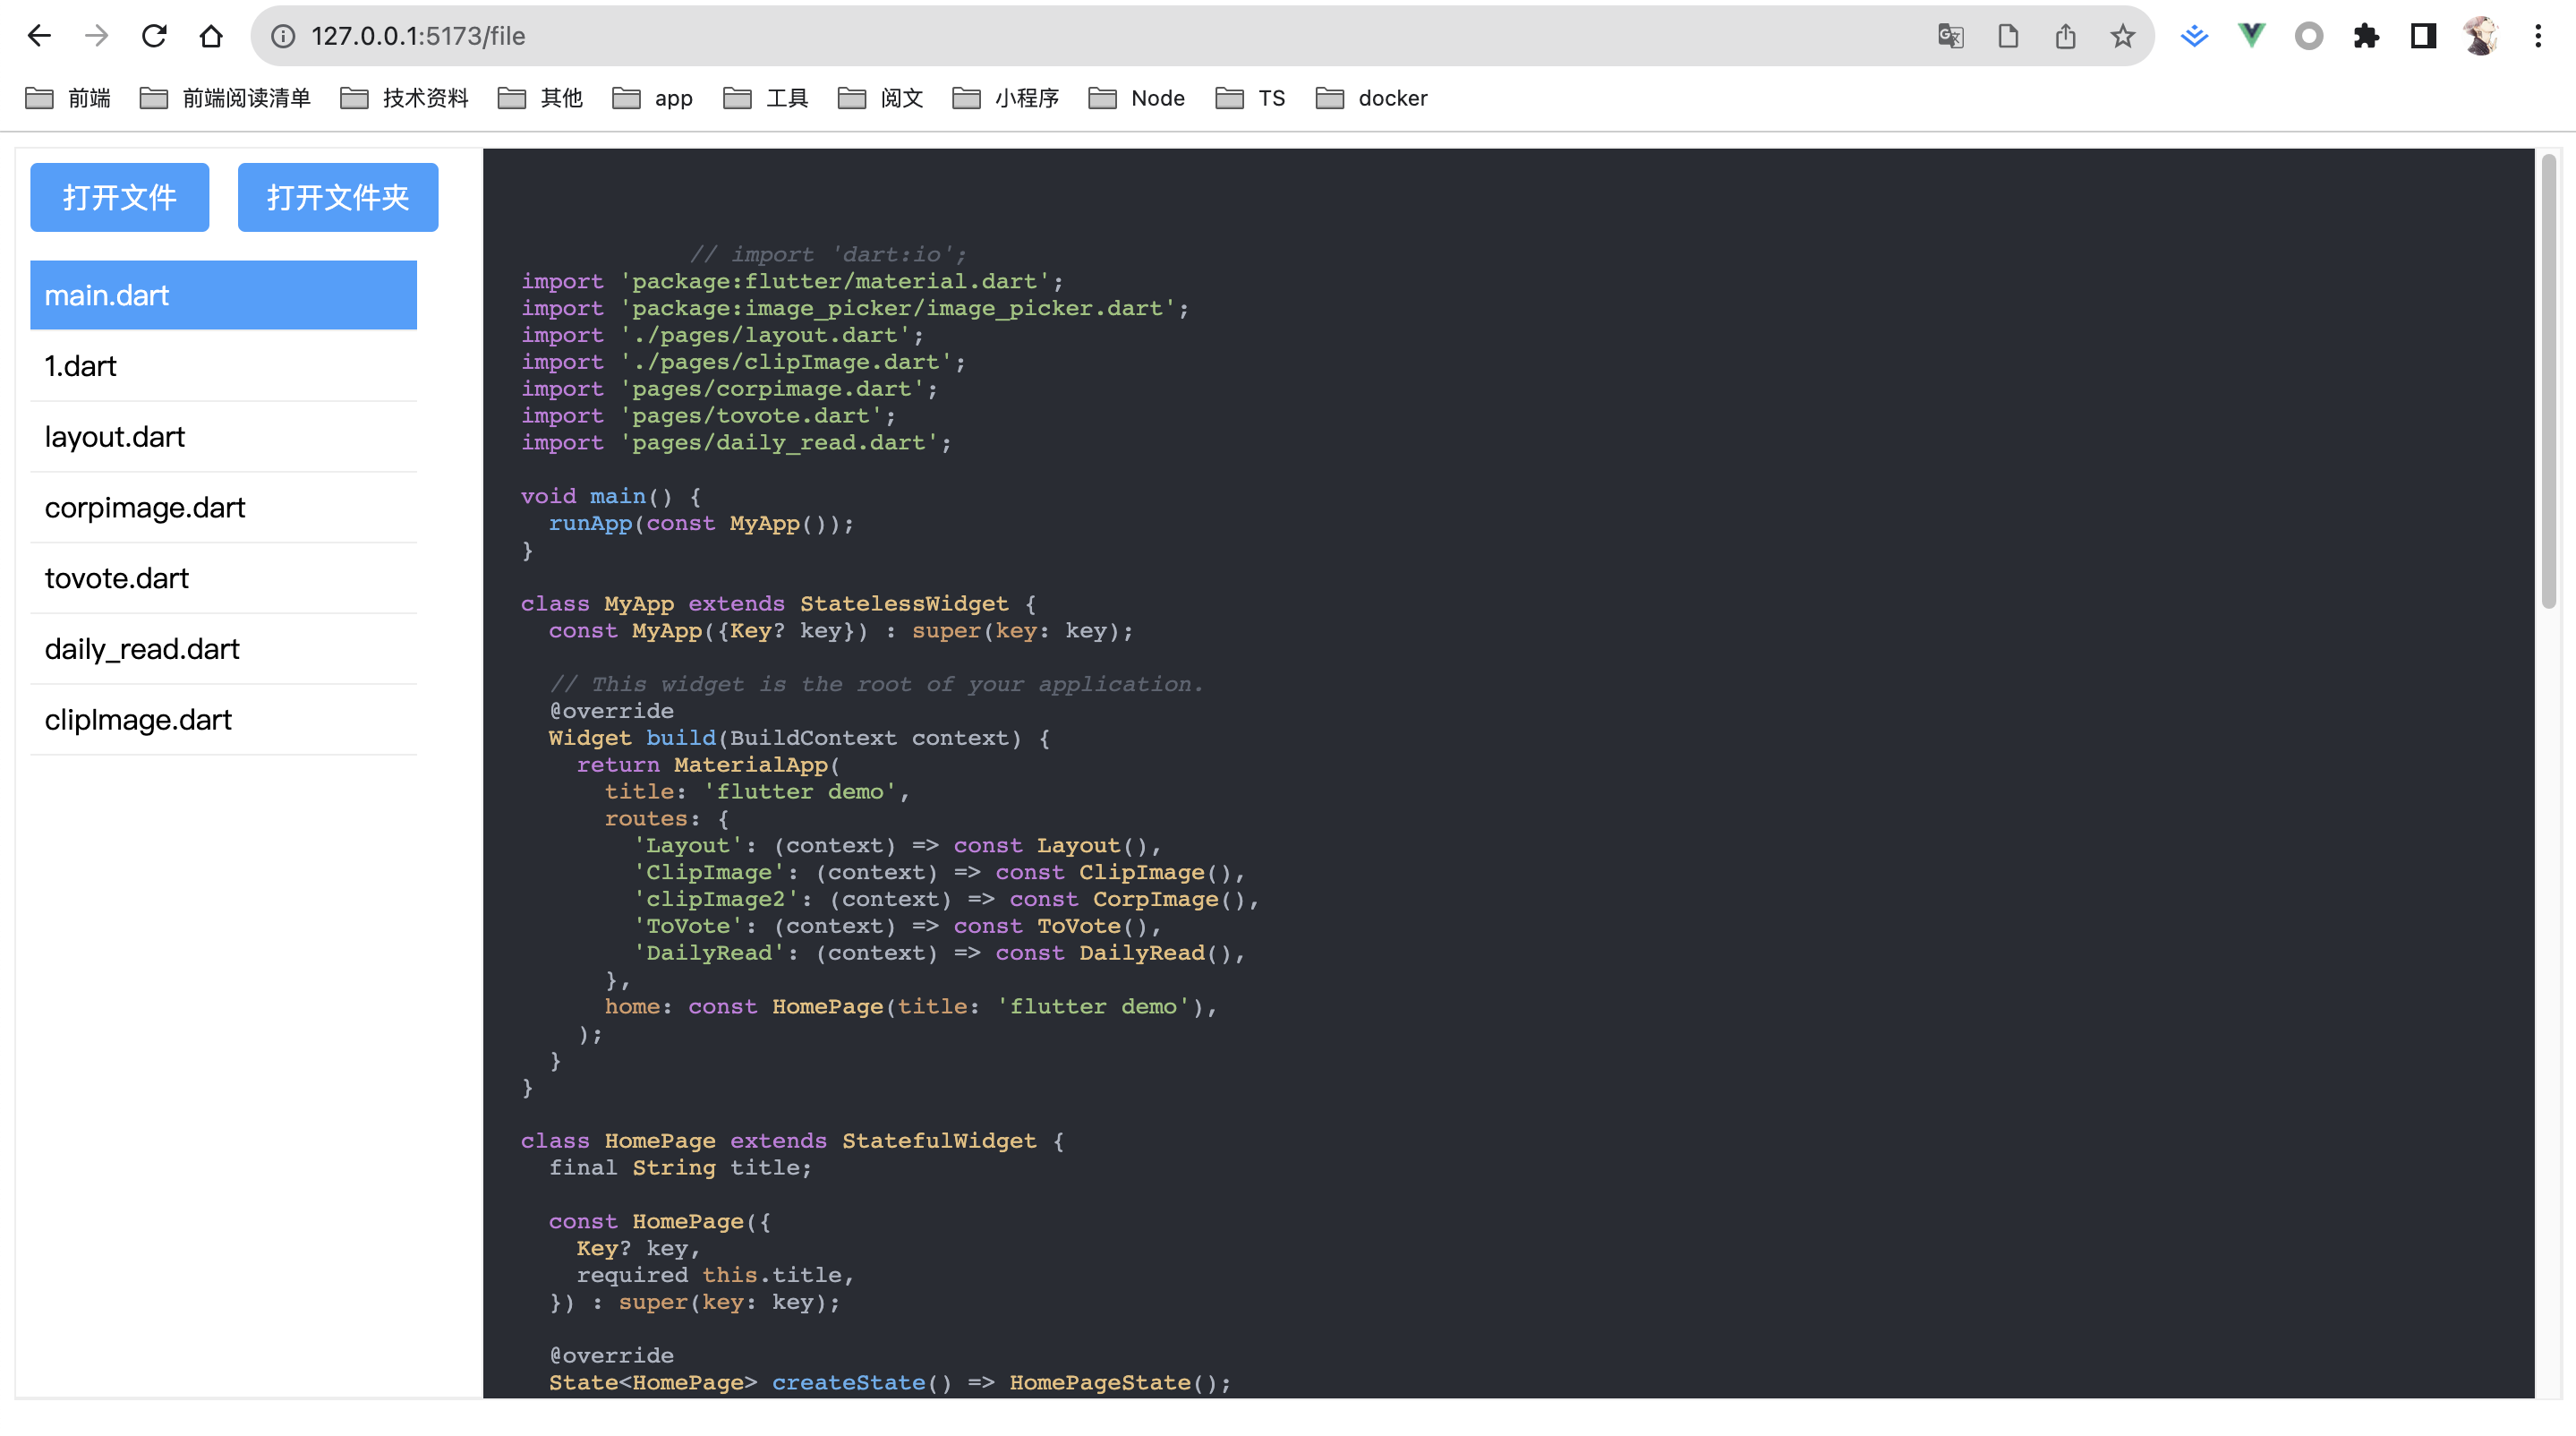 127.0.0.1:5173/file
前端 前端阅读清单 技术资料 其他 app 工具 阅文 小程序 Node TS docker
打开文件 打开文件夹
main.dart
1.dart
layout.dart
corpimage.dart
tovote.dart
daily_read.dart
clipImage.dart
// import 'dart:io';
import 'package:flutter/material.dart';
import 'package:image_picker/image_picker.dart';
import './pages/layout.dart';
import './pages/clipImage.dart';
import 'pages/corpimage.dart';
import 'pages/tovote.dart';
import 'pages/daily_read.dart';
void main() {
  runApp(const MyApp());
}
class MyApp extends StatelessWidget {
  const MyApp({Key? key}) : super(key: key);
  // This widget is the root of your application.
  @override
  Widget build(BuildContext context) {
    return MaterialApp(
      title: 'flutter demo',
      routes: {
        'Layout': (context) => const Layout(),
        'ClipImage': (context) => const ClipImage(),
        'clipImage2': (context) => const CorpImage(),
        'ToVote': (context) => const ToVote(),
        'DailyRead': (context) => const DailyRead(),
      },
      home: const HomePage(title: 'flutter demo'),
    );
  }
}
class HomePage extends StatefulWidget {
  final String title;
  const HomePage({
    Key? key,
    required this.title,
  }) : super(key: key);
  @override
  State<HomePage> createState() => HomePageState();